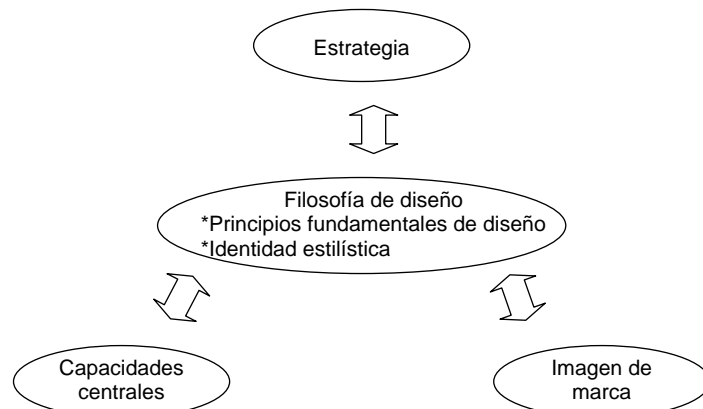 Estrategia
Filosofía de diseño
*Principios fundamentales de diseño
*Identidad estilística
Capacidades
centrales
Imagen de
marca